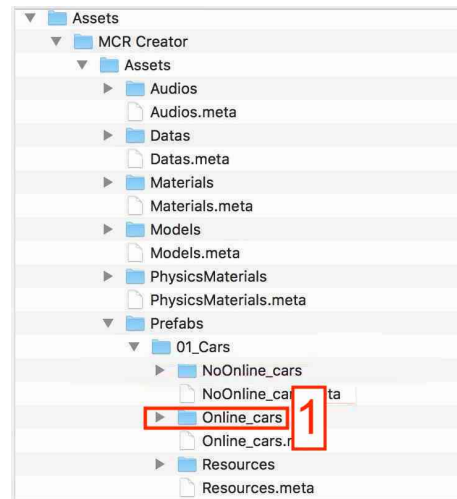 Assets
MCR Creator
Assets
Audios
Audios.meta
Datas
Datas.meta
Materials
Materials.meta
Models
Models.meta
PhysicsMaterials
PhysicsMaterials.meta
Prefabs
01_Cars
NoOnline_cars
Online_cars
1
Resources
Resources.meta